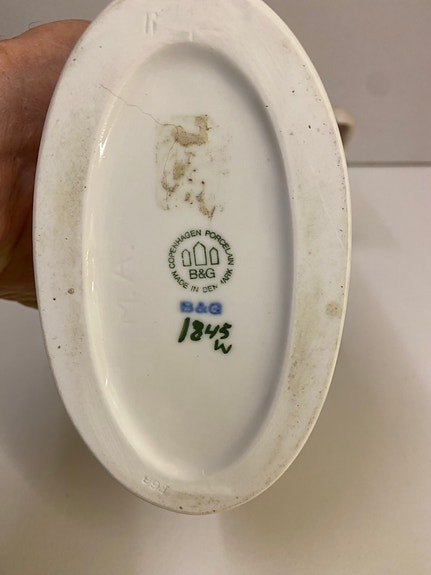 COPENHAGEN PORCELAIN
B&G
MADE IN DENMARK
B&G
1845
W